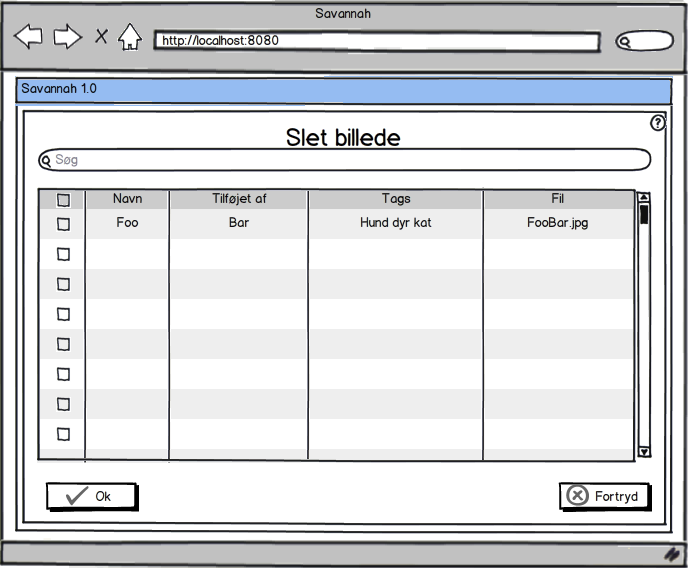 Savannah
http://localhost:8080
Savannah 1.0
?
Slet billede
Søg
Navn Tilføjet af Tags Fil
Foo Bar Hund dyr kat FooBar.jpg
Ok Fortryd